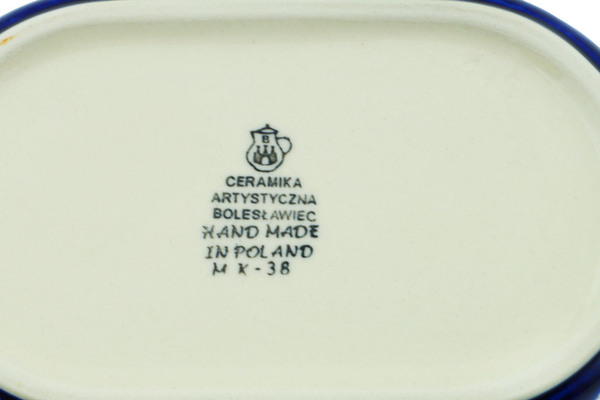 B
CERAMIKA
ARTYSTYCZNA
BOLESŁAWIEC
HAND MADE
IN POLAND
M K - 38